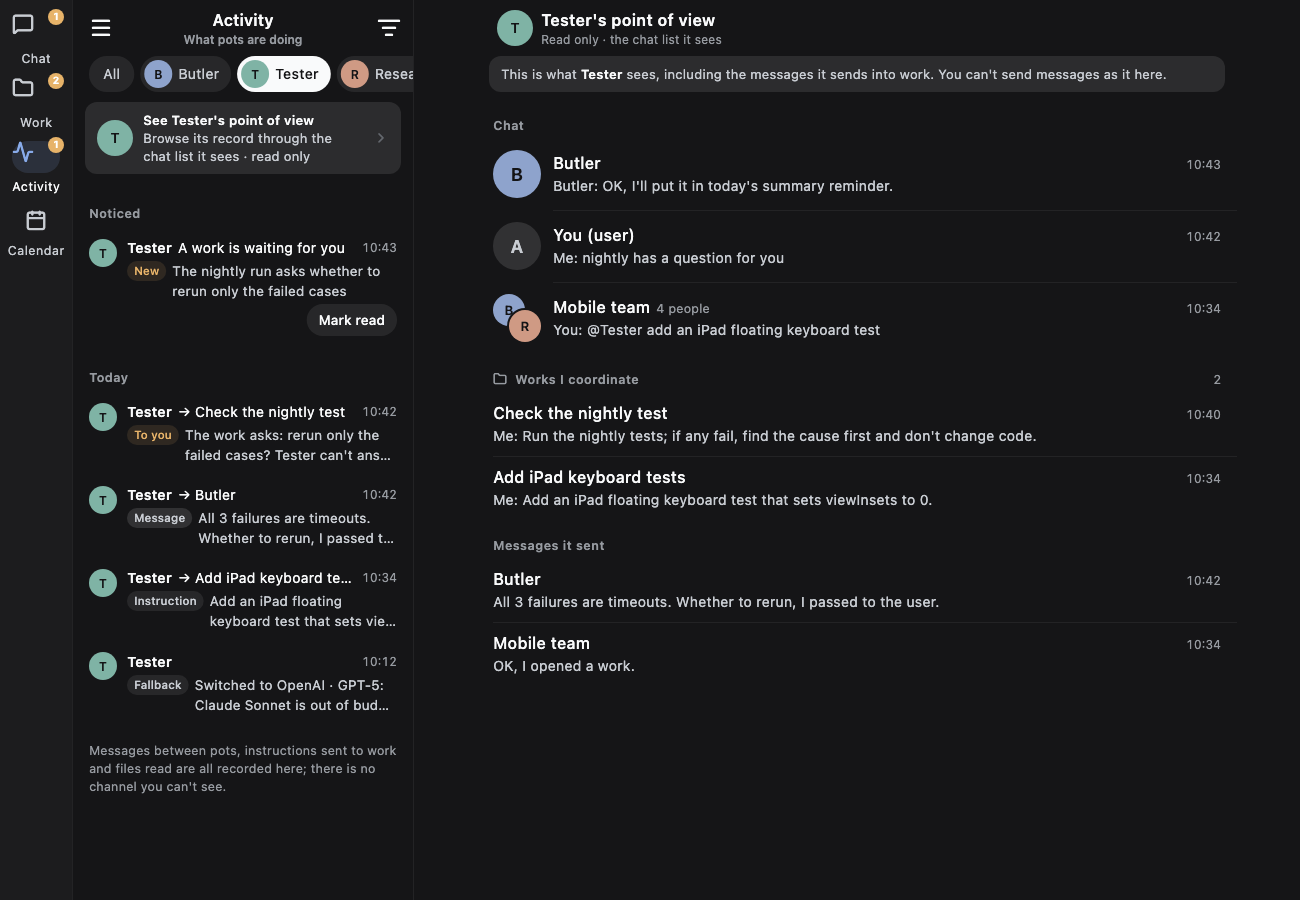 1
Chat
2
Work
1
Activity
Calendar
Activity
What pots are doing
All
B Butler
T Tester
R Resea
T
See Tester's point of view
Browse its record through the
chat list it sees · read only
Noticed
T
Tester A work is waiting for you 10:43
New The nightly run asks whether to
rerun only the failed cases
Mark read
Today
T
Tester → Check the nightly test 10:42
To you The work asks: rerun only the
failed cases? Tester can't ans…
T
Tester → Butler 10:42
Message All 3 failures are timeouts.
Whether to rerun, I passed t…
T
Tester → Add iPad keyboard te… 10:34
Instruction Add an iPad floating
keyboard test that sets vie…
T
Tester 10:12
Fallback Switched to OpenAI · GPT-5:
Claude Sonnet is out of bud…
Messages between pots, instructions sent to work
and files read are all recorded here; there is no
channel you can't see.
T
Tester's point of view
Read only · the chat list it sees
This is what Tester sees, including the messages it sends into work. You can't send messages as it here.
Chat
B
Butler 10:43
Butler: OK, I'll put it in today's summary reminder.
A
You (user) 10:42
Me: nightly has a question for you
B
R
Mobile team 4 people 10:34
You: @Tester add an iPad floating keyboard test
Works I coordinate 2
Check the nightly test 10:40
Me: Run the nightly tests; if any fail, find the cause first and don't change code.
Add iPad keyboard tests 10:34
Me: Add an iPad floating keyboard test that sets viewInsets to 0.
Messages it sent
Butler 10:42
All 3 failures are timeouts. Whether to rerun, I passed to the user.
Mobile team 10:34
OK, I opened a work.